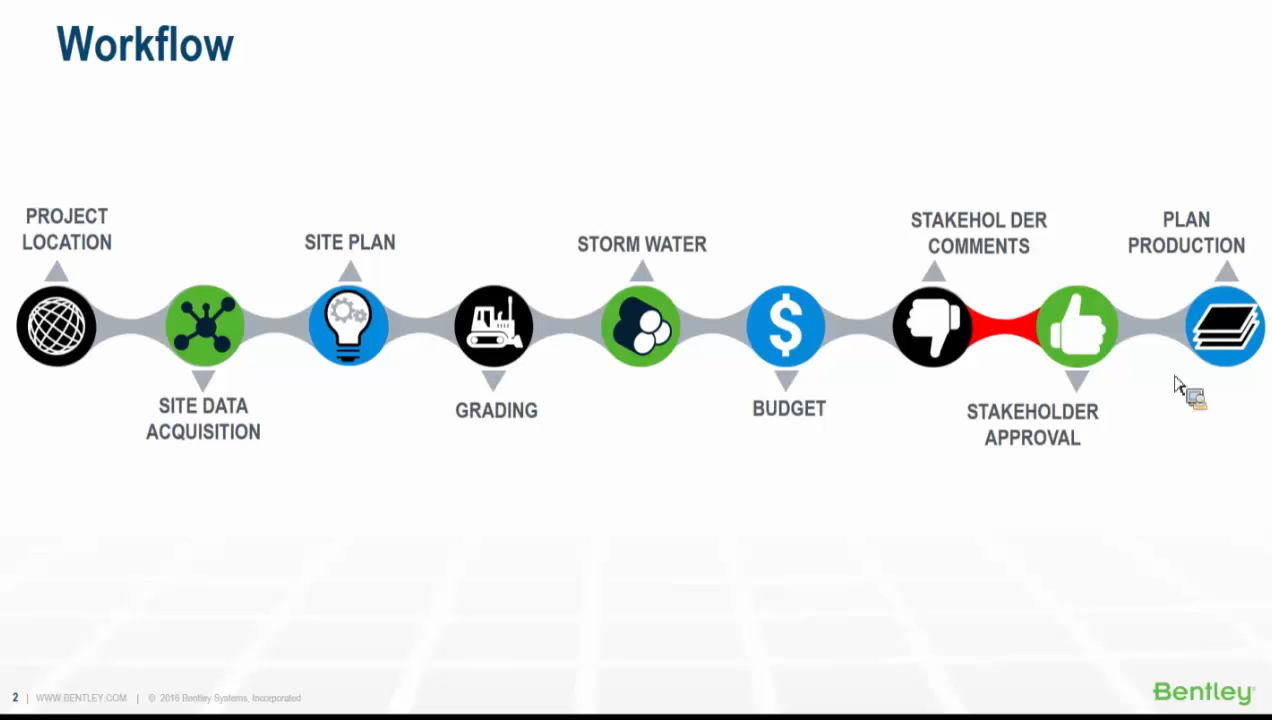 Workflow
PROJECT
LOCATION
SITE DATA
ACQUISITION
SITE PLAN
GRADING
STORM WATER
$
BUDGET
STAKEHOL DER
COMMENTS
STAKEHOLDER
APPROVAL
PLAN
PRODUCTION
2 | WWW.BENTLEY.COM | © 2016 Bentley Systems, Incorporated
Bentley®